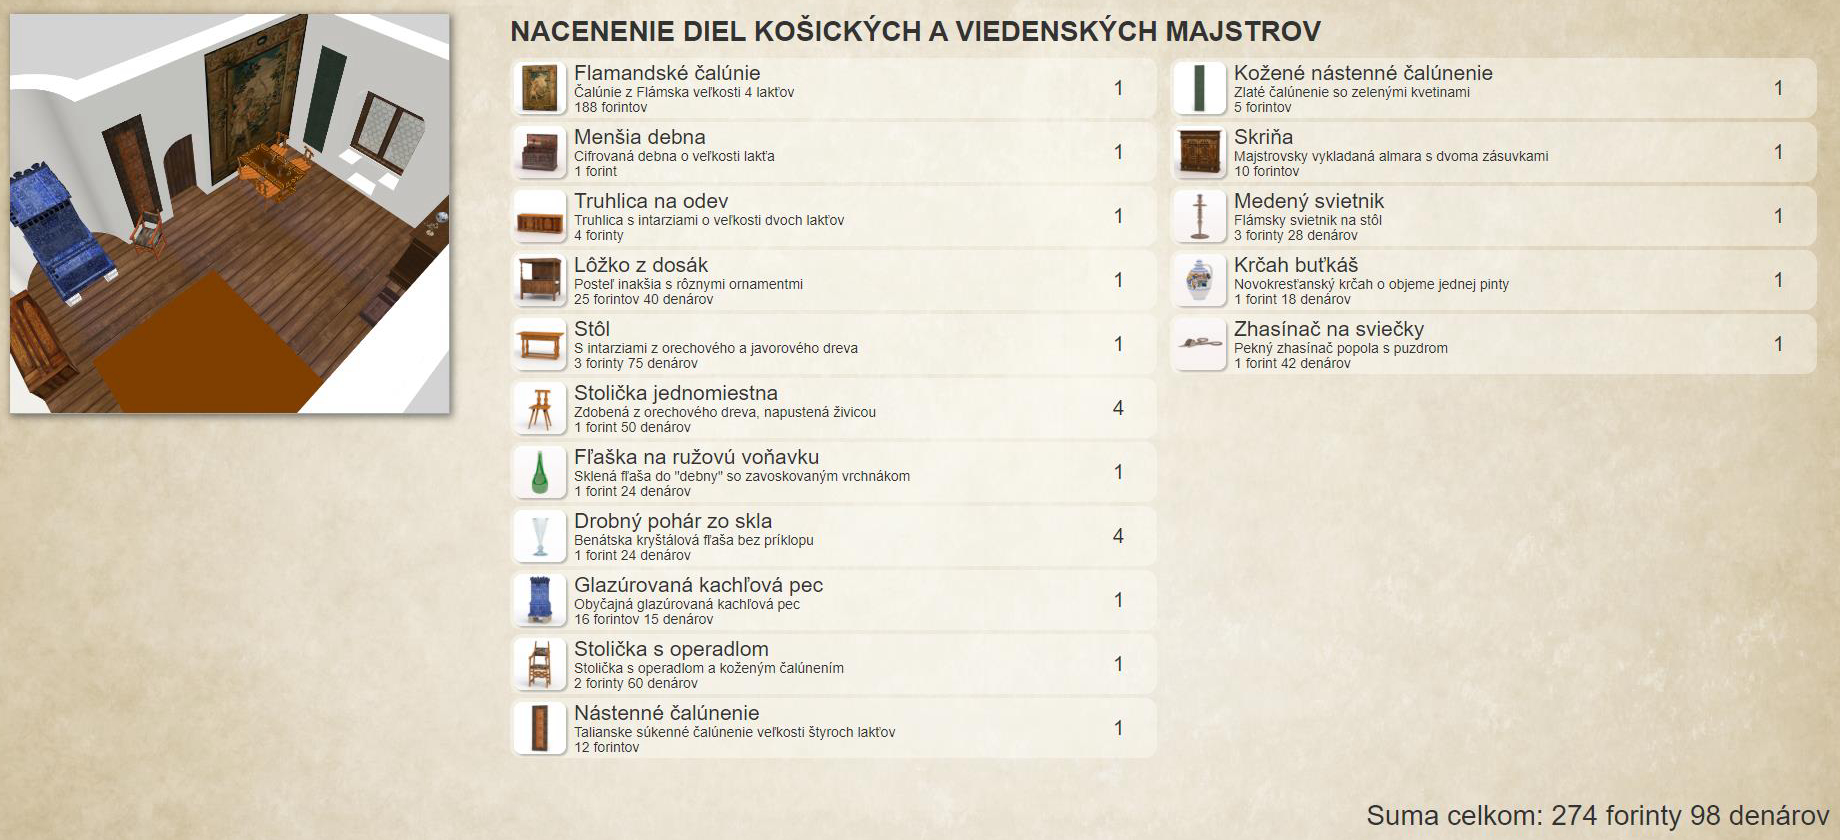 NACENENIE DIEL KOŠICKÝCH A VIEDENSKÝCH MAJSTROV
Flamandské čalúnie
Čalúnie z Flámska veľkosti 4 lakťov
188 forintov
1
Menšia debna
Cifrovaná debna o veľkosti lakťa
1 forint
1
Truhlica na odev
Truhlica s intarziami o veľkosti dvoch lakťov
4 forinty
1
Lôžko z dosák
Posteľ inakšia s rôznymi ornamentmi
25 forintov 40 denárov
1
Stôl
S intarziami z orechového a javorového dreva
3 forinty 75 denárov
1
Stolička jednomiestna
Zdobená z orechového dreva, napustená živicou
1 forint 50 denárov
4
Fľaška na ružovú voňavku
Sklená fľaša do "debny" so zavoskovaným vrchnákom
1 forint 24 denárov
1
Drobný pohár zo skla
Benátska kryštálová fľaša bez príklopu
1 forint 24 denárov
4
Glazúrovaná kachľová pec
Obyčajná glazúrovaná kachľová pec
16 forintov 15 denárov
1
Stolička s operadlom
Stolička s operadlom a koženým čalúnením
2 forinty 60 denárov
1
Nástenné čalúnenie
Talianske súkenné čalúnenie veľkosti štyroch lakťov
12 forintov
1
Kožené nástenné čalúnenie
Zlaté čalúnenie so zelenými kvetinami
5 forintov
1
Skriňa
Majstrovsky vykladaná almara s dvoma zásuvkami
10 forintov
1
Medený svietnik
Flámsky svietnik na stôl
3 forinty 28 denárov
1
Krčah buťkáš
Novokresťanský krčah o objeme jednej pinty
1 forint 18 denárov
1
Zhasínač na sviečky
Pekný zhasínač popola s puzdrom
1 forint 42 denárov
1
Suma celkom: 274 forinty 98 denárov